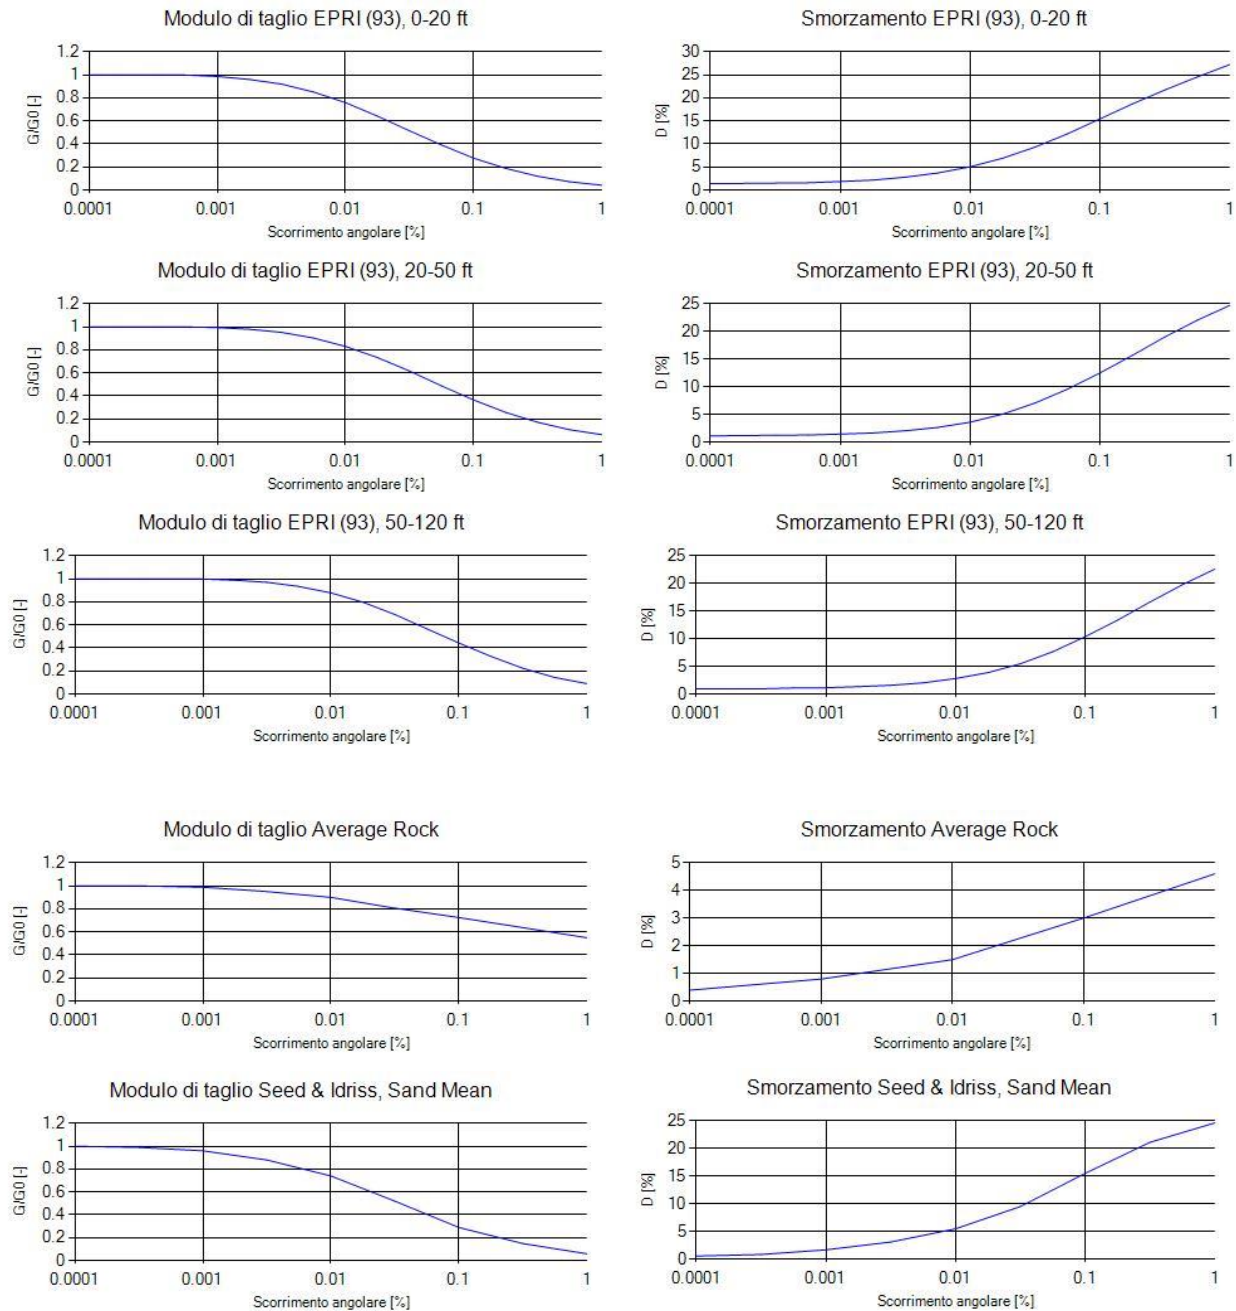 Modulo di taglio EPRI (93), 0-20 ft
1.2
1
0.8
0.6
0.4
0.2
0
G/G0 [-]
0.0001 0.001 0.01 0.1 1
Scorrimento angolare [%]
Smorzamento EPRI (93), 0-20 ft
30
25
20
15
10
5
0
D [%]
0.0001 0.001 0.01 0.1 1
Scorrimento angolare [%]
Modulo di taglio EPRI (93), 20-50 ft
1.2
1
0.8
0.6
0.4
0.2
0
G/G0 [-]
0.0001 0.001 0.01 0.1 1
Scorrimento angolare [%]
Smorzamento EPRI (93), 20-50 ft
25
20
15
10
5
0
D [%]
0.0001 0.001 0.01 0.1 1
Scorrimento angolare [%]
Modulo di taglio EPRI (93), 50-120 ft
1.2
1
0.8
0.6
0.4
0.2
0
G/G0 [-]
0.0001 0.001 0.01 0.1 1
Scorrimento angolare [%]
Smorzamento EPRI (93), 50-120 ft
25
20
15
10
5
0
D [%]
0.0001 0.001 0.01 0.1 1
Scorrimento angolare [%]
Modulo di taglio Average Rock
1.2
1
0.8
0.6
0.4
0.2
0
G/G0 [-]
0.0001 0.001 0.01 0.1 1
Scorrimento angolare [%]
Smorzamento Average Rock
5
4
3
2
1
0
D [%]
0.0001 0.001 0.01 0.1 1
Scorrimento angolare [%]
Modulo di taglio Seed & Idriss, Sand Mean
1.2
1
0.8
0.6
0.4
0.2
0
G/G0 [-]
0.0001 0.001 0.01 0.1 1
Scorrimento angolare [%]
Smorzamento Seed & Idriss, Sand Mean
25
20
15
10
5
0
D [%]
0.0001 0.001 0.01 0.1 1
Scorrimento angolare [%]